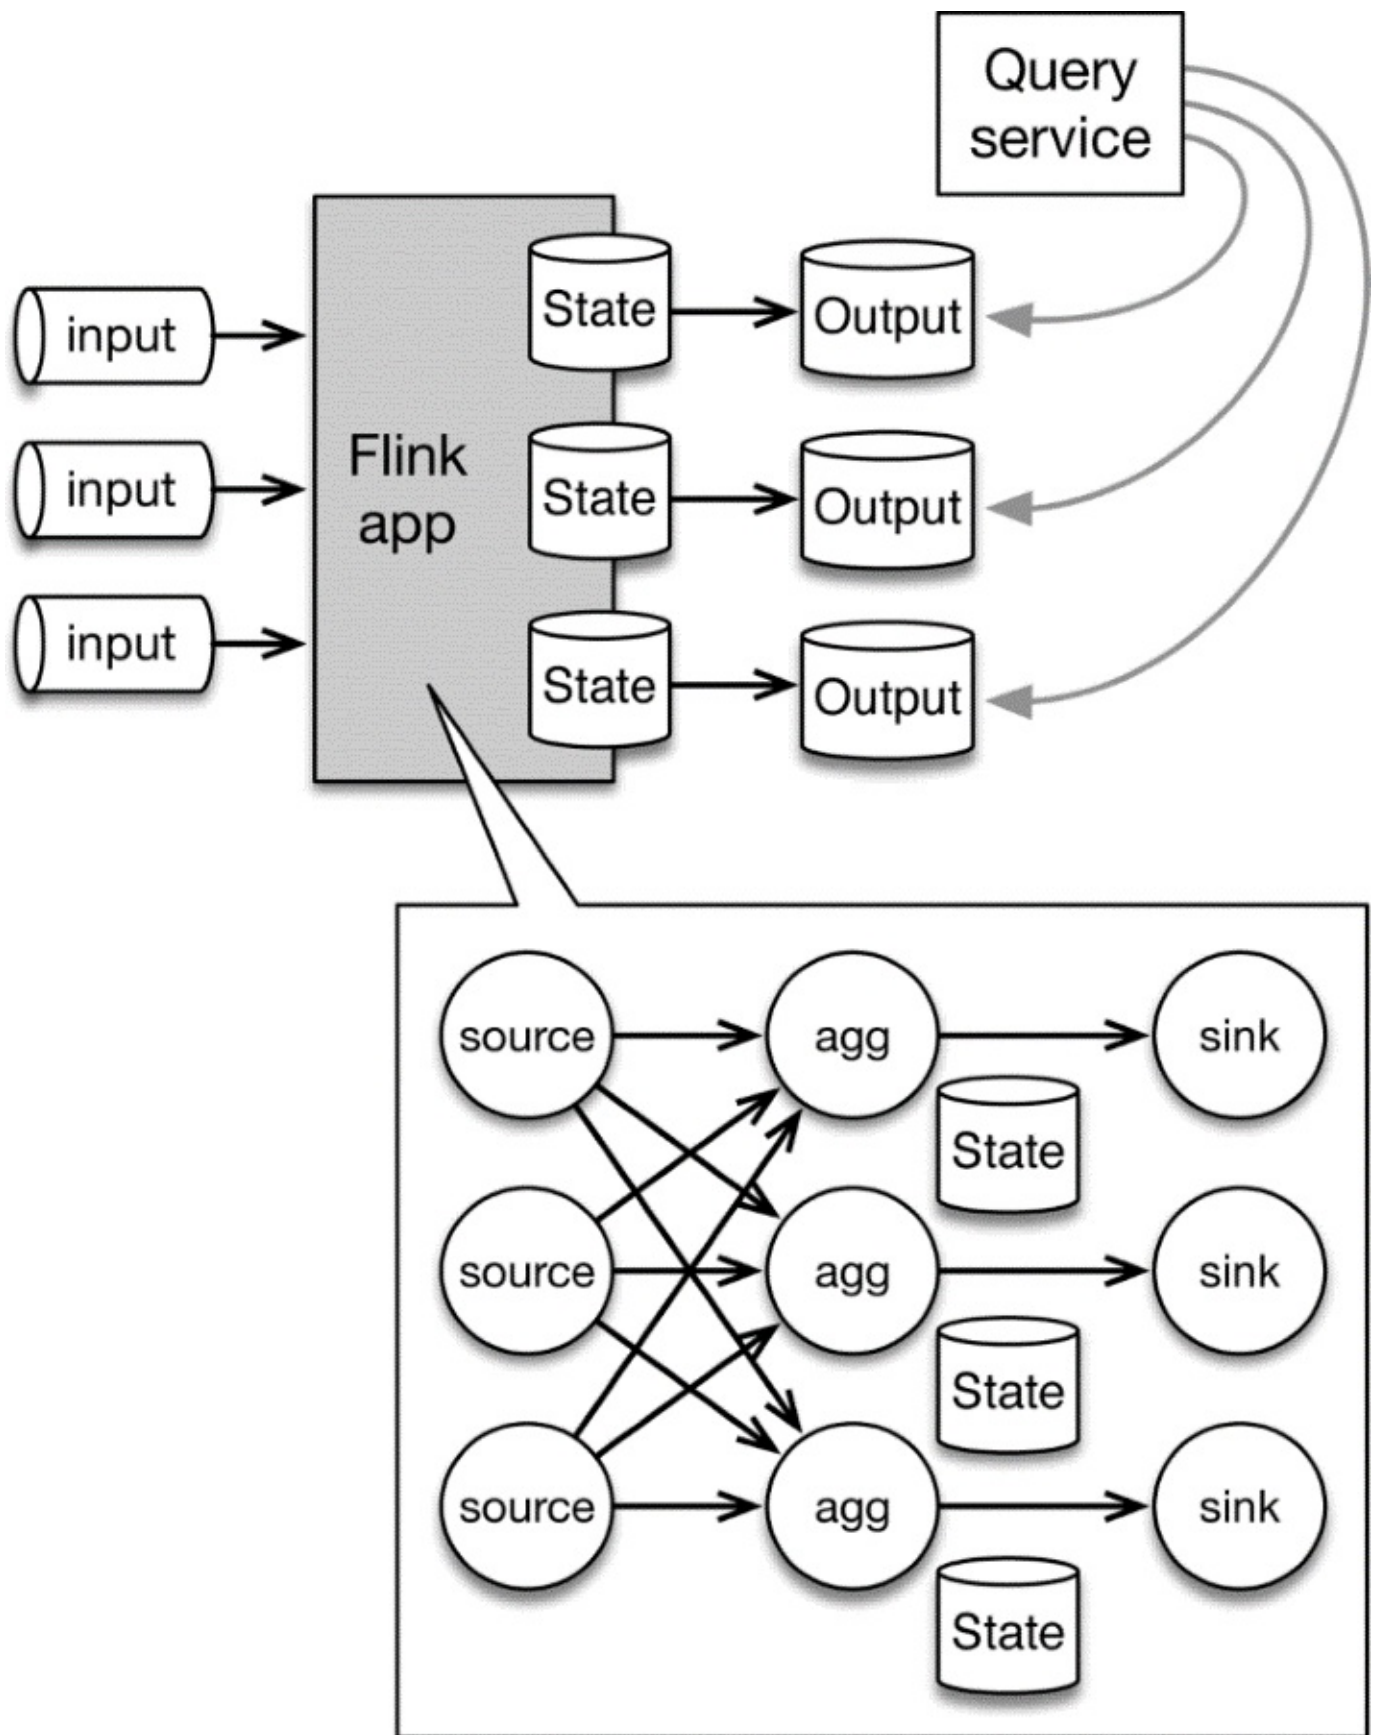 Query
service
input
State
Output
input
Flink
app
State
Output
input
State
Output
source
agg
sink
State
source
agg
sink
State
source
agg
sink
State